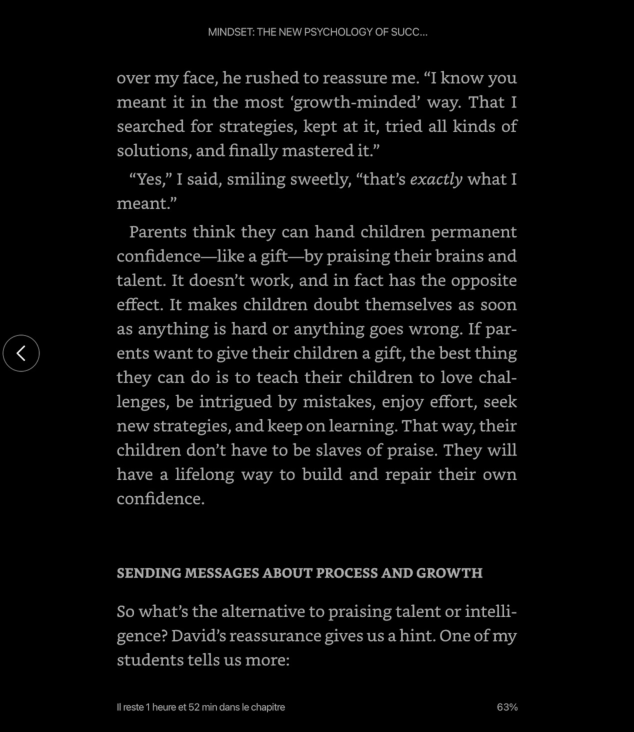 MINDSET: THE NEW PSYCHOLOGY OF SUCC...
over my face, he rushed to reassure me. “I know you
meant it in the most ‘growth-minded’ way. That I
searched for strategies, kept at it, tried all kinds of
solutions, and finally mastered it.”
“Yes,” I said, smiling sweetly, “that’s exactly what I
meant.”
Parents think they can hand children permanent
confidence—like a gift—by praising their brains and
talent. It doesn’t work, and in fact has the opposite
effect. It makes children doubt themselves as soon
as anything is hard or anything goes wrong. If par-
ents want to give their children a gift, the best thing
they can do is to teach their children to love chal-
lenges, be intrigued by mistakes, enjoy effort, seek
new strategies, and keep on learning. That way, their
children don’t have to be slaves of praise. They will
have a lifelong way to build and repair their own
confidence.
SENDING MESSAGES ABOUT PROCESS AND GROWTH
So what’s the alternative to praising talent or intelli-
gence? David’s reassurance gives us a hint. One of my
students tells us more:
Il reste 1 heure et 52 min dans le chapitre
63%